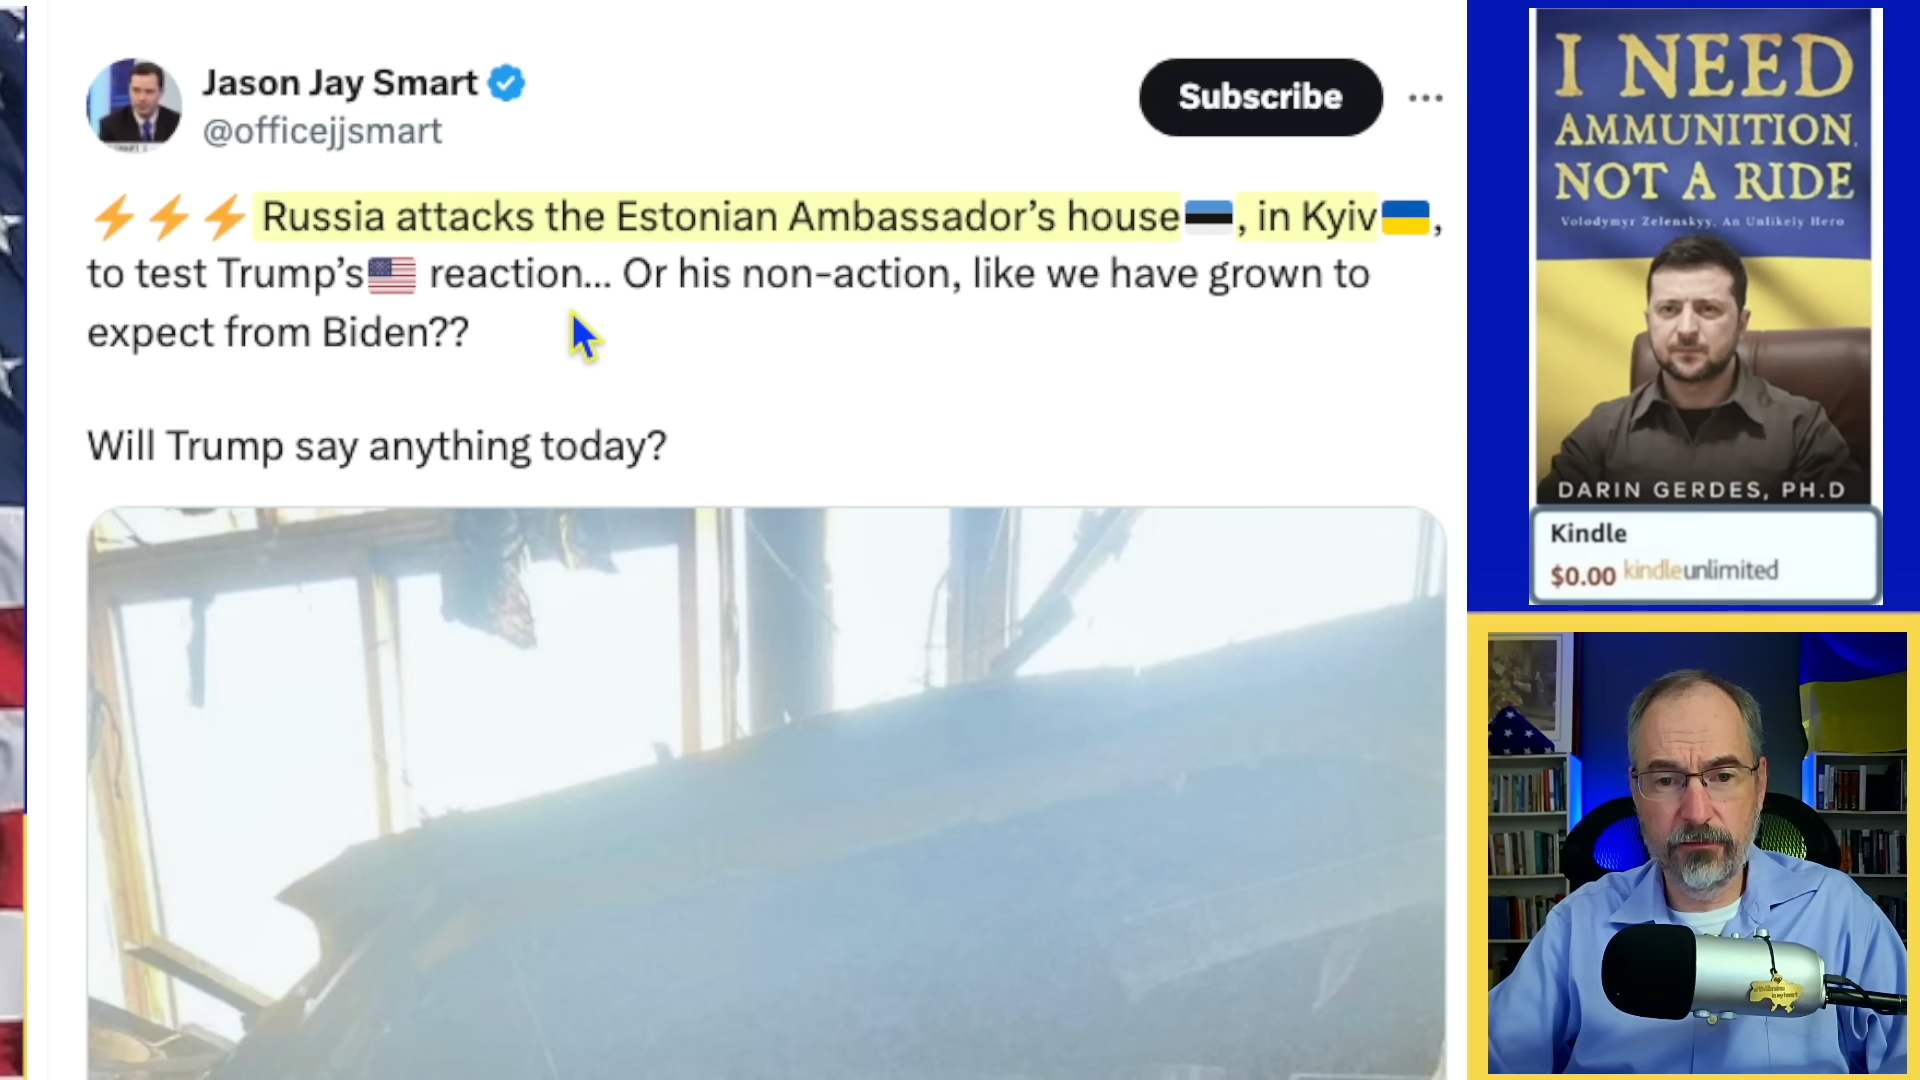 Jason Jay Smart
@officejjsmart
Subscribe
⚡⚡⚡ Russia attacks the Estonian Ambassador’s house🇪🇪, in Kyiv🇺🇦,
to test Trump’s🇺🇸 reaction... Or his non-action, like we have grown to
expect from Biden??
Will Trump say anything today?
I NEED
AMMUNITION,
NOT A RIDE
Volodymyr Zelenskyy, An Unlikely Hero
DARIN GERDES, PH.D
Kindle
$0.00 kindleunlimited